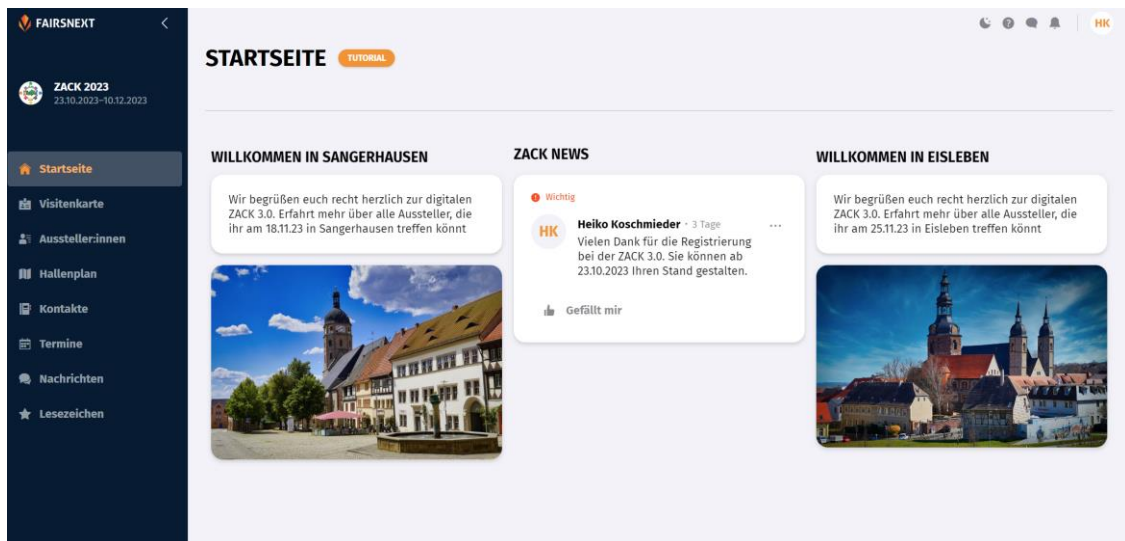 FAIRSNEXT
ZACK 2023
23.10.2023-10.12.2023
Startseite
Visitenkarte
Aussteller:innen
Hallenplan
Kontakte
Termine
Nachrichten
Lesezeichen
HK
STARTSEITE TUTORIAL
WILLKOMMEN IN SANGERHAUSEN
Wir begrüßen euch recht herzlich zur digitalen
ZACK 3.0. Erfahrt mehr über alle Aussteller, die
ihr am 18.11.23 in Sangerhausen treffen könnt
ZACK NEWS
Wichtig
HK
Heiko Koschmieder · 3 Tage ...
Vielen Dank für die Registrierung
bei der ZACK 3.0. Sie können ab
23.10.2023 Ihren Stand gestalten.
Gefällt mir
WILLKOMMEN IN EISLEBEN
Wir begrüßen euch recht herzlich zur digitalen
ZACK 3.0. Erfahrt mehr über alle Aussteller, die
ihr am 25.11.23 in Eisleben treffen könnt